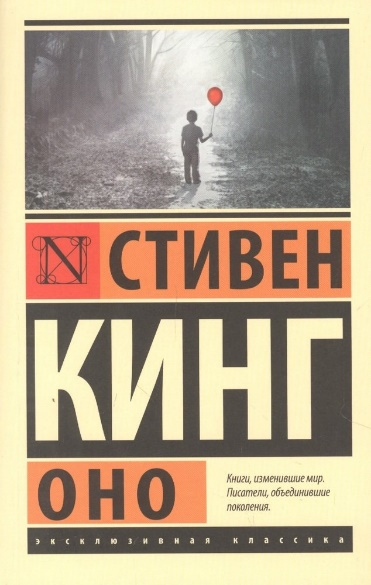 N
СТИВЕН
КИНГ
ОНО
Книги, изменившие мир.
Писатели, объединившие
поколения.
эксклюзивная классика